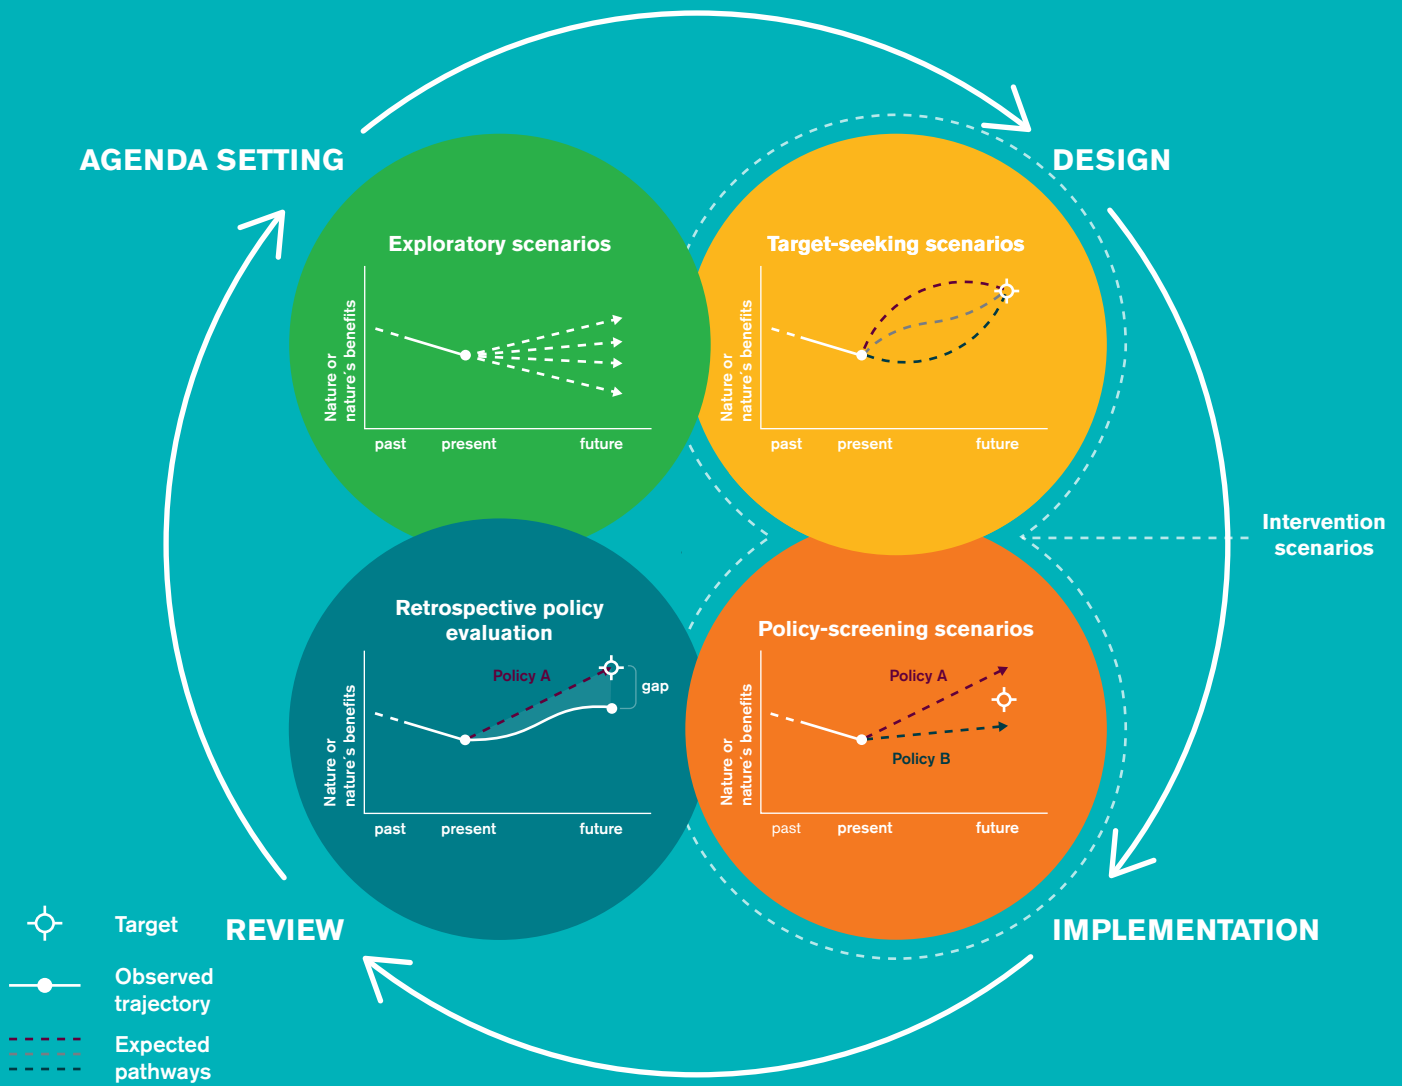 AGENDA SETTING
DESIGN
Exploratory scenarios
Nature or
nature´s benefits
past
present
future
Target-seeking scenarios
Nature or
nature´s benefits
past
present
future
Intervention
scenarios
Retrospective policy
evaluation
Nature or
nature´s benefits
Policy A
gap
past
present
future
Policy-screening scenarios
Nature or
nature´s benefits
Policy A
Policy B
past
present
future
REVIEW
IMPLEMENTATION
Target
Observed
trajectory
Expected
pathways